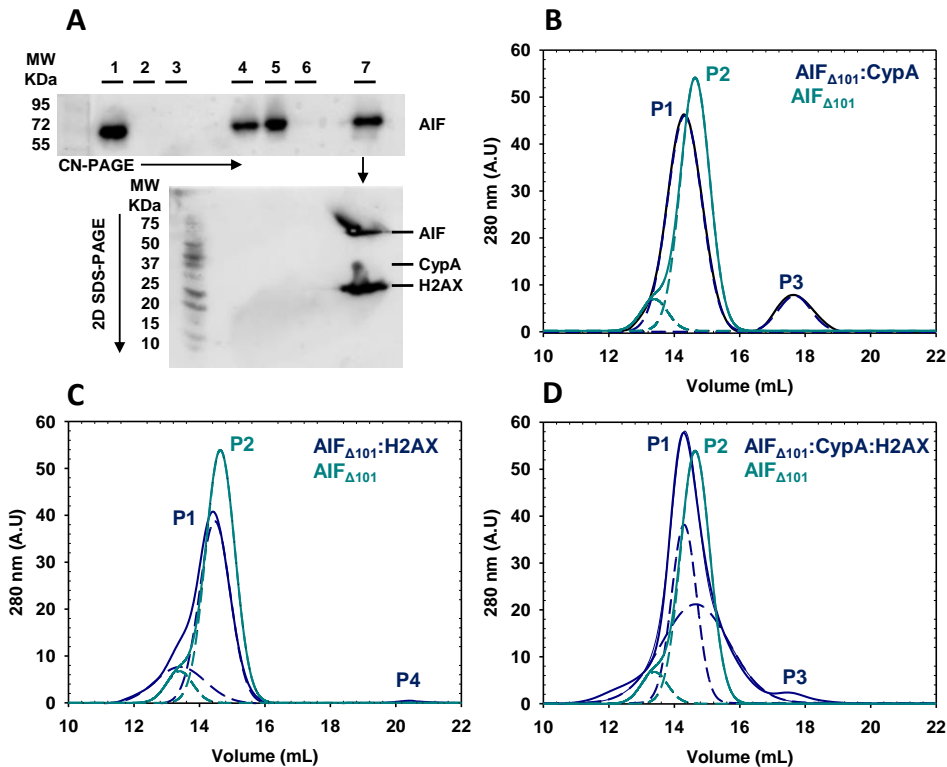 A
MW
KDa
1 2 3 4 5 6 7
95
72
55
AIF
CN-PAGE
MW
KDa
75
50
37
25
20
15
10
2D SDS-PAGE
AIF
CypA
H2AX
B
60
50
40
30
20
10
0
280 nm (A.U)
P1
P2
P3
AIFΔ101:CypA
AIFΔ101
10 12 14 16 18 20 22
Volume (mL)
C
60
50
40
30
20
10
0
280 nm (A.U)
P1
P2
P4
AIFΔ101:H2AX
AIFΔ101
10 12 14 16 18 20 22
Volume (mL)
D
60
50
40
30
20
10
0
280 nm (A.U)
P1
P2
P3
AIFΔ101:CypA:H2AX
AIFΔ101
10 12 14 16 18 20 22
Volume (mL)